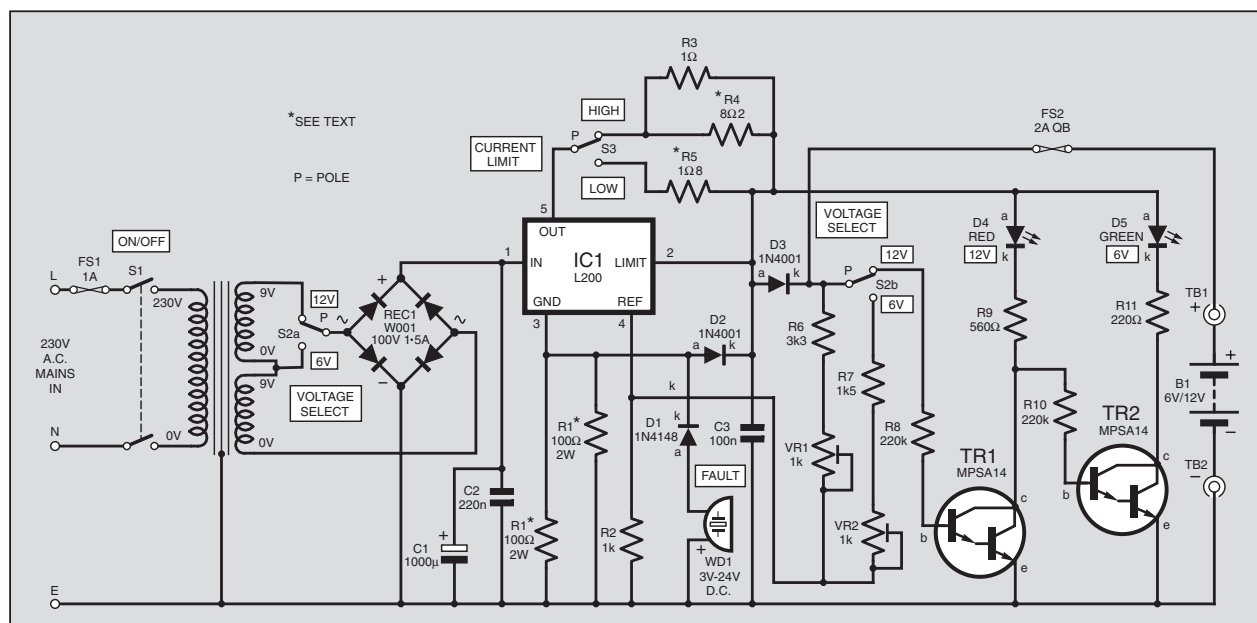 R3
1Ω
*SEE TEXT
P = POLE
HIGH
CURRENT
LIMIT
P
S3
LOW
*R4
8Ω2
*R5
1Ω8
FS2
2A QB
5
OUT
1
IN
IC1
L200
LIMIT
2
GND
REF
3
4
ON/OFF
L
FS1
1A
S1
230V
230V
A.C.
MAINS
IN
N
0V
E
9V
0V
9V
0V
12V
P
S2a
6V
VOLTAGE
SELECT
+
~
~
REC1
W001
100V 1•5A
−
D3
1N4001
a
k
VOLTAGE
SELECT
P
12V
S2b
6V
D2
1N4001
a
k
k
k
D1
1N4148
a
FAULT
WD1
3V-24V
D.C.
+
R1*
100Ω
2W
R1*
100Ω
2W
R2
1k
C1
1000µ
+
C2
220n
C3
100n
R6
3k3
R7
1k5
R8
220k
VR1
1k
VR2
1k
a
D4
RED
12V
k
a
D5
GREEN
6V
k
R9
560Ω
R11
220Ω
R10
220k
TR1
MPSA14
b
c
e
TR2
MPSA14
b
c
e
TB1
+
+
B1
6V/12V
−
TB2
−